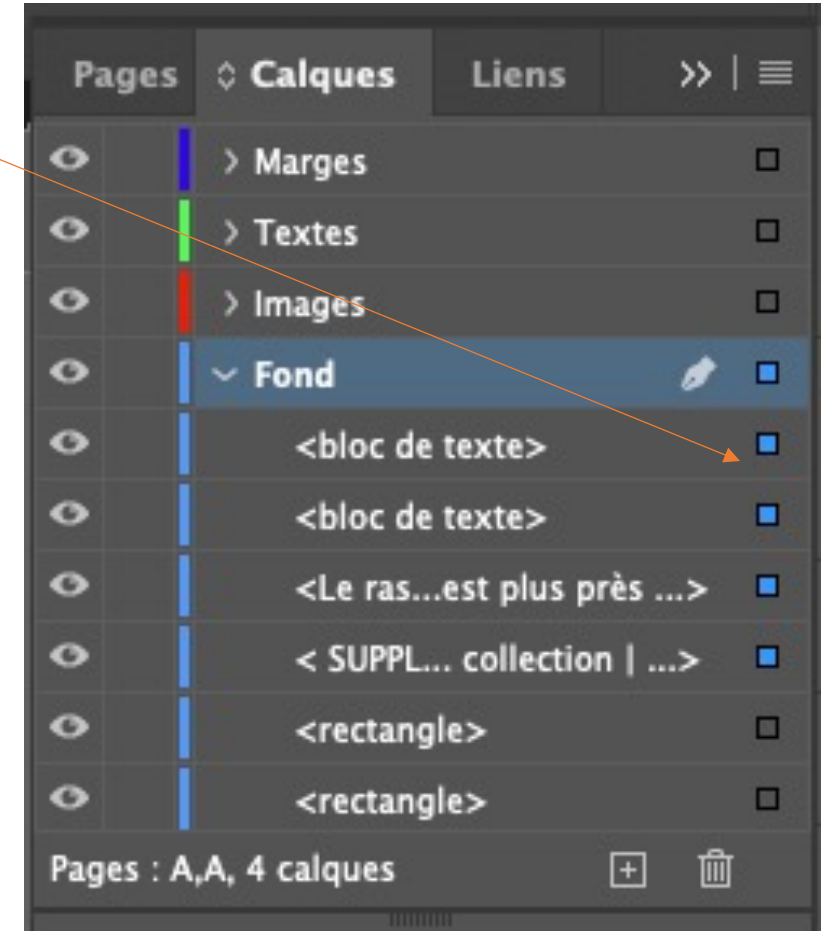 Pages Calques Liens
Marges
Textes
Images
Fond
<bloc de texte>
<bloc de texte>
<Le ras...est plus près ...>
< SUPPL... collection | ...>
<rectangle>
<rectangle>
Pages : A,A, 4 calques